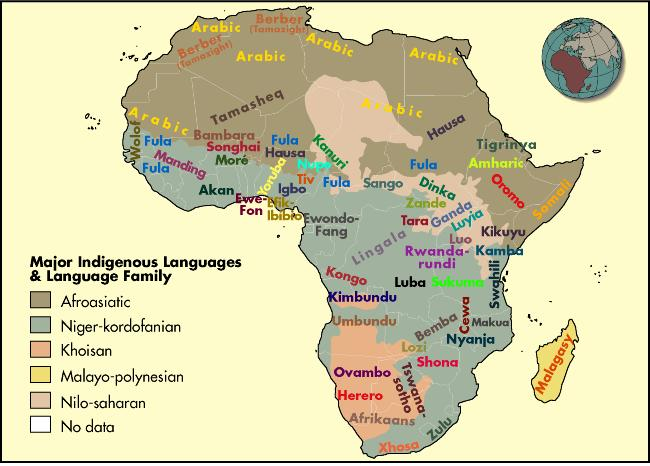 Arabic
Berber
(Tamazight)
Arabic
Arabic
Berber
(Tamazight)
Arabic
Tamasheq
Arabic
Arabic
Hausa
Wolof
Fula
Bambara
Songhai
Fula
Hausa
Kanuri
Tigrinya
Manding
Moré
Nupe
Fula
Amharic
Fula
Akan
Yoruba
Tiv
Igbo
Fula
Sango
Dinka
Oromo
Somali
Ewe-
Fon
Efik-
Ibibio
Ewondo-
Fang
Zande
Tara
Ganda
Luyia
Kikuyu
Lingala
Luo
Rwanda-
rundi
Kamba
Kongo
Luba
Sukuma
Swahili
Kimbundu
Umbundu
Bemba
Cewa
Makua
Nyanja
Lozi
Shona
Malagasy
Ovambo
Tswana-
sotho
Herero
Afrikaans
Zulu
Xhosa
Major Indigenous Languages
& Language Family
Afroasiatic
Niger-kordofanian
Khoisan
Malayo-polynesian
Nilo-saharan
No data